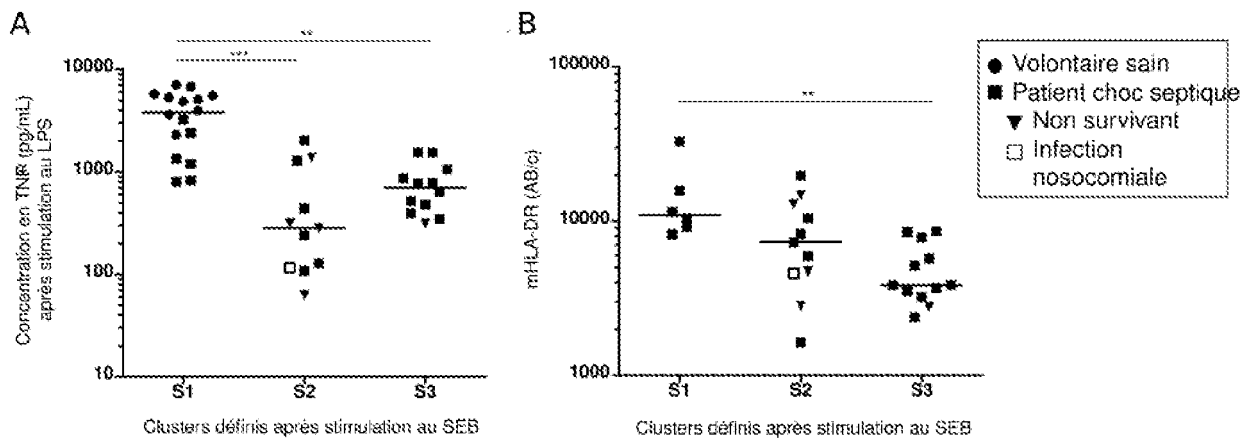 A
**
***
Concentration en TNF (pg/mL)
après stimulation au LPS
10000
1000
100
10
S1
S2
S3
Clusters définis après stimulation au SEB
B
**
mHLA-DR (AB/c)
100000
10000
1000
S1
S2
S3
Clusters définis après stimulation au SEB
Volontaire sain
Patient choc septique
Non survivant
Infection
nosocomiale